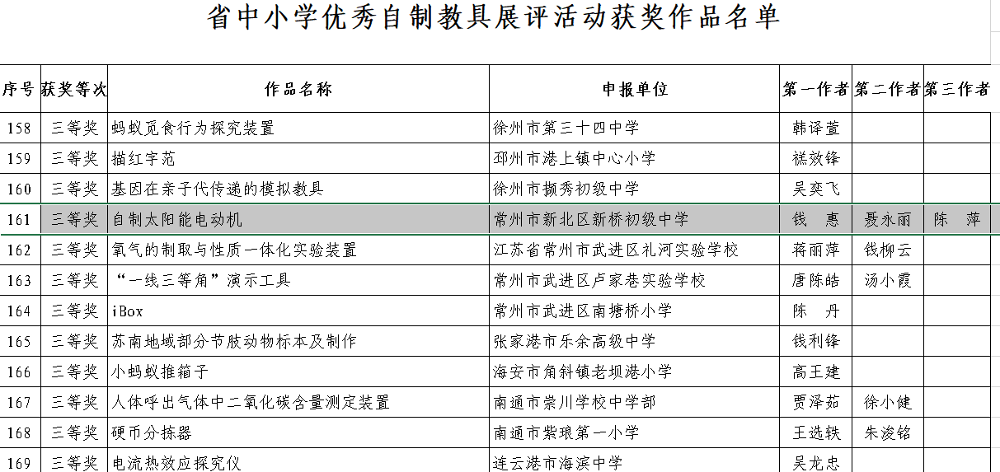 省中小学优秀自制教具展评活动获奖作品名单
序号 获奖等次 作品名称 申报单位 第一作者 第二作者 第三作者
158 三等奖 蚂蚁觅食行为探究装置 徐州市第三十四中学 韩译萱
159 三等奖 描红字范 邳州市港上镇中心小学 禚效锋
160 三等奖 基因在亲子代传递的模拟教具 徐州市撷秀初级中学 吴奕飞
161 三等奖 自制太阳能电动机 常州市新北区新桥初级中学 钱 惠 聂永丽 陈 萍
162 三等奖 氧气的制取与性质一体化实验装置 江苏省常州市武进区礼河实验学校 蒋丽萍 钱柳云
163 三等奖 “一线三等角”演示工具 常州市武进区卢家巷实验学校 唐陈皓 汤小霞
164 三等奖 iBox 常州市武进区南塘桥小学 陈 丹
165 三等奖 苏南地域部分节肢动物标本及制作 张家港市乐余高级中学 钱利锋
166 三等奖 小蚂蚁推箱子 海安市角斜镇老坝港小学 高王建
167 三等奖 人体呼出气体中二氧化碳含量测定装置 南通市崇川学校中学部 贾泽茹 徐小健
168 三等奖 硬币分拣器 南通市紫琅第一小学 王选轶 朱浚铭
169 三等奖 电流热效应探究仪 连云港市海滨中学 吴龙忠